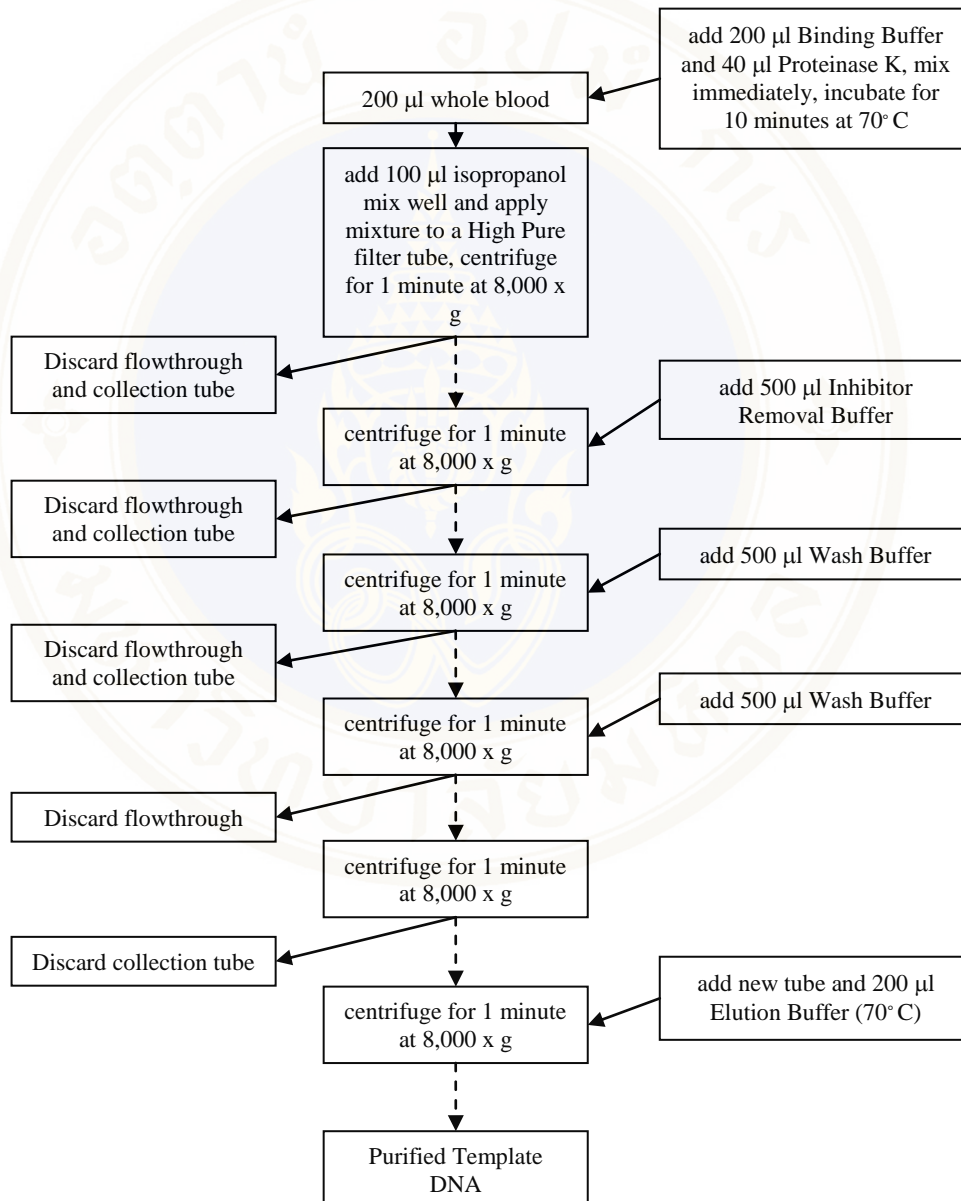 add 200 μl Binding Buffer
and 40 μl Proteinase K, mix
immediately, incubate for
10 minutes at 70°C
200 μl whole blood
add 100 μl isopropanol
mix well and apply
mixture to a High Pure
filter tube, centrifuge
for 1 minute at 8,000 x
g
Discard flowthrough
and collection tube
add 500 μl Inhibitor
Removal Buffer
centrifuge for 1 minute
at 8,000 x g
Discard flowthrough
and collection tube
add 500 μl Wash Buffer
centrifuge for 1 minute
at 8,000 x g
Discard flowthrough
and collection tube
add 500 μl Wash Buffer
centrifuge for 1 minute
at 8,000 x g
Discard flowthrough
centrifuge for 1 minute
at 8,000 x g
Discard collection tube
add new tube and 200 μl
Elution Buffer (70°C)
centrifuge for 1 minute
at 8,000 x g
Purified Template
DNA